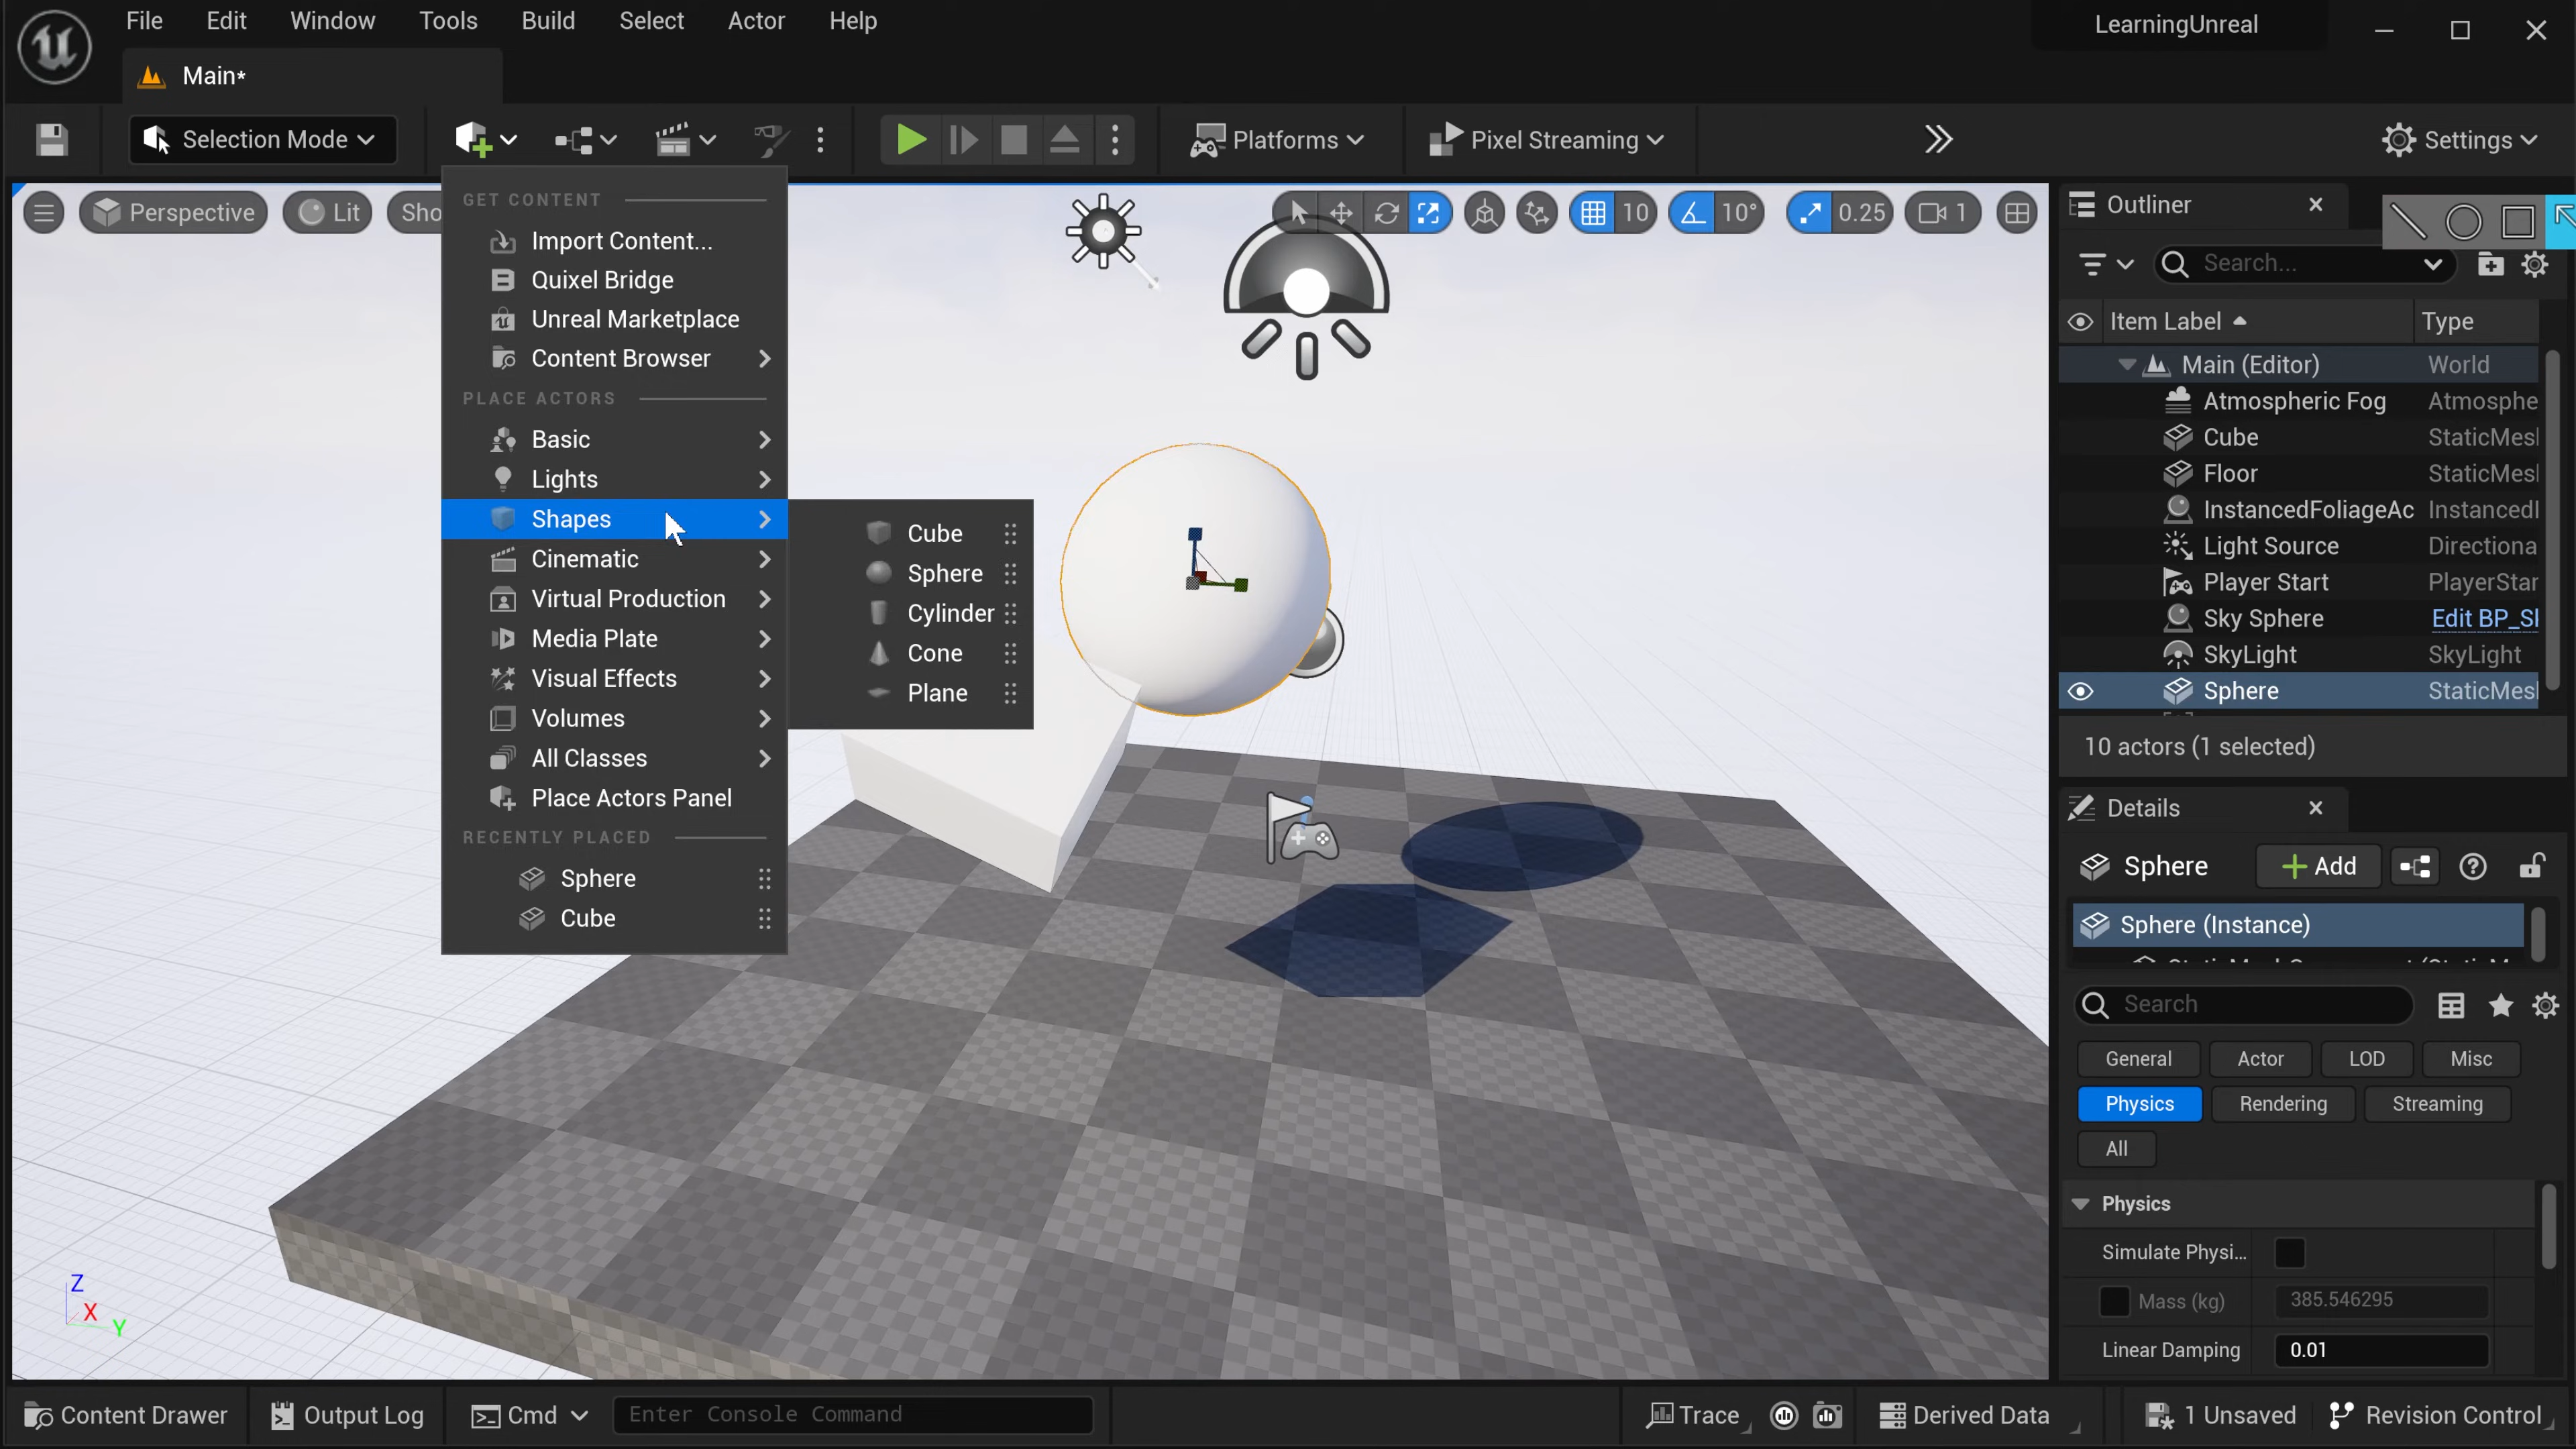 File Edit Window Tools Build Select Actor Help
LearningUnreal
Main*
Selection Mode
Platforms
Pixel Streaming
Settings
Perspective
Lit
Sho
10
10°
0.25
1
GET CONTENT
Import Content...
Quixel Bridge
Unreal Marketplace
Content Browser
PLACE ACTORS
Basic
Lights
Shapes
Cinematic
Virtual Production
Media Plate
Visual Effects
Volumes
All Classes
Place Actors Panel
RECENTLY PLACED
Sphere
Cube
Cube
Sphere
Cylinder
Cone
Plane
Z
X
Y
Outliner
Search...
Item Label Type
Main (Editor) World
Atmospheric Fog Atmosphe
Cube StaticMesl
Floor StaticMesl
InstancedFoliageAc Instancedl
Light Source Directiona
Player Start PlayerStar
Sky Sphere Edit BP_Sl
SkyLight SkyLight
Sphere StaticMesl
10 actors (1 selected)
Details
Sphere
Add
Sphere (Instance)
Search
General Actor LOD Misc
Physics Rendering Streaming
All
Physics
Simulate Physi...
Mass (kg) 385.546295
Linear Damping 0.01
Content Drawer
Output Log
Cmd
Enter Console Command
Trace
Derived Data
1 Unsaved
Revision Control